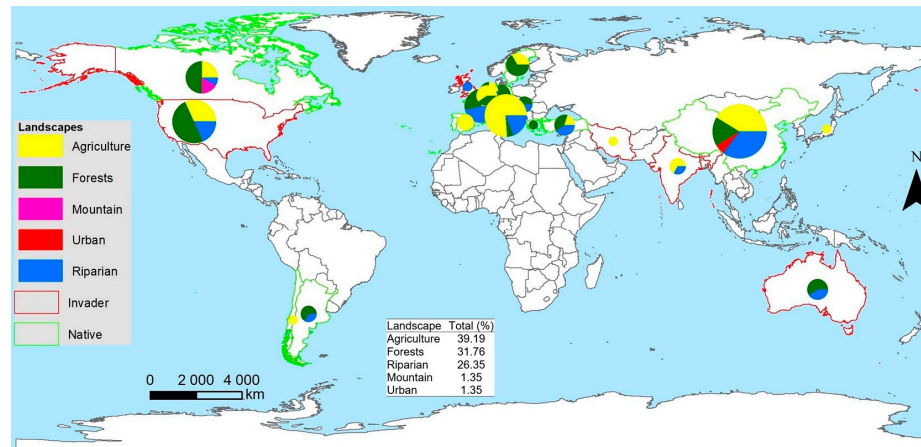 N
Landscapes
Agriculture
Forests
Mountain
Urban
Riparian
Invader
Native
Landscape Total (%)
Agriculture 39.19
Forests 31.76
Riparian 26.35
Mountain 1.35
Urban 1.35
0 2 000 4 000
km